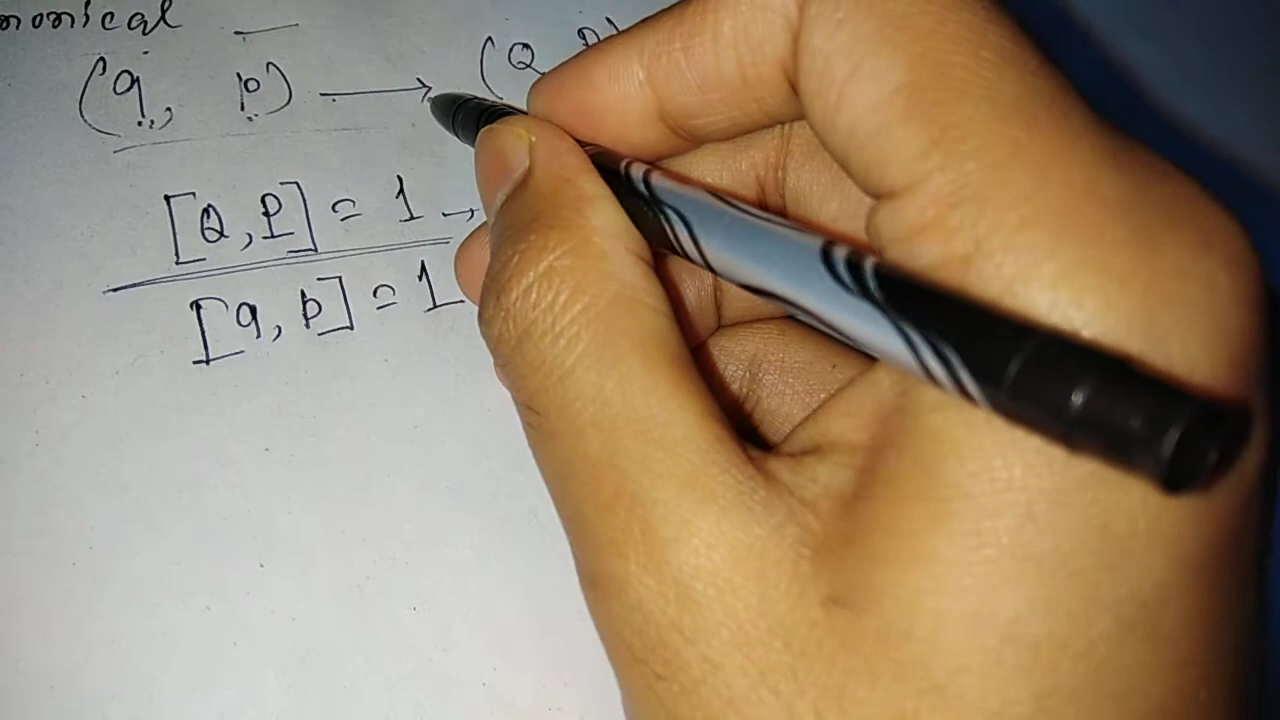 (q, p) → (Q
[Q, P] = 1 →
[q, p] = 1